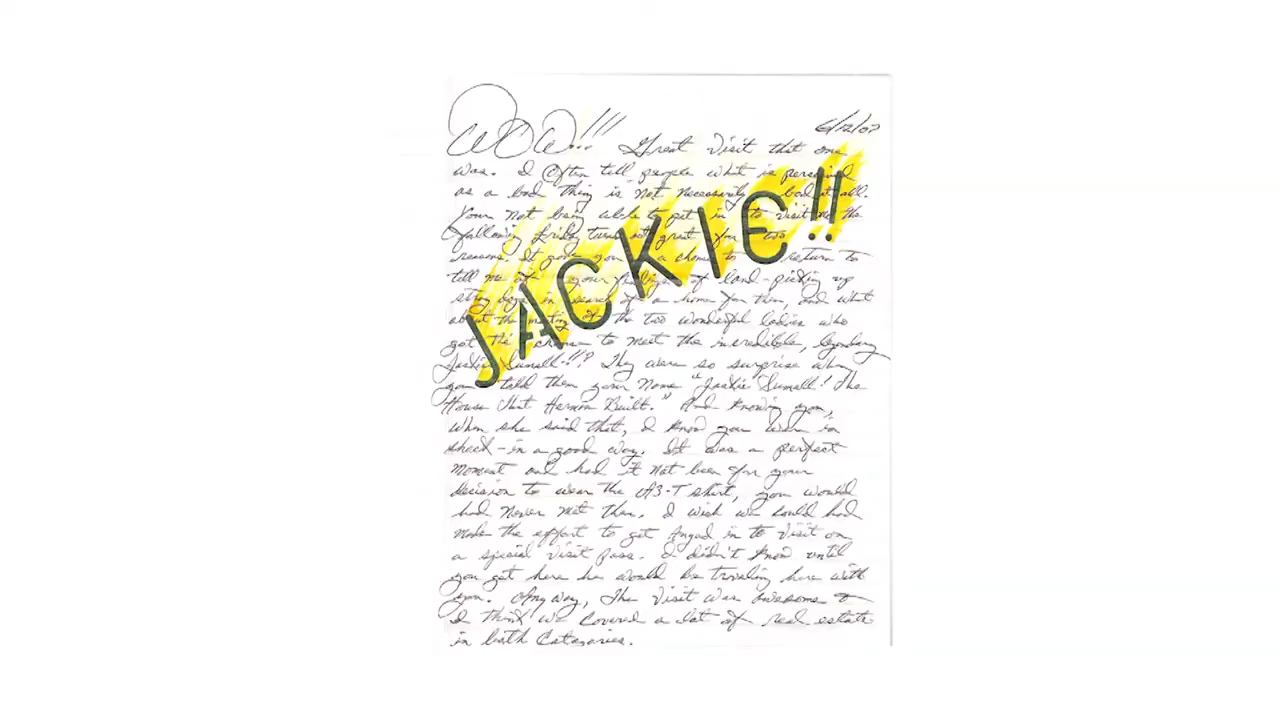 WOW!!! Great Visit that one
6/12/07
was. I often tell people what is perceived
as a bad thing is not necessarily bad at all.
Your not being able to get in to visit me the
following Friday turned out great for two
reasons. It gave you a chance to return to
tell me of your of land-picking up
stray dogs in search of a home for them, and what
about the meeting of the two wonderful ladies who
got the chance to meet the incredible, legendary
Jackie Sumell!!? They were so surprise when
you told them your Name "Jackie Sumell! The
House That Herman Built." And knowing you,
when she said that, I know you were in
shock-in a good way. It was a perfect
moment and had it not been for your
decision to wear the A3-T shirt, you would
had never met them. I wish we could had
made the effort to get Angad in to visit on
a special visit pass. I didn't know until
you got here he would be traveling here with
you. Any way, The Visit was awesome &
I think we covered a lot of real estate
in both Catagories.
JACKIE!!